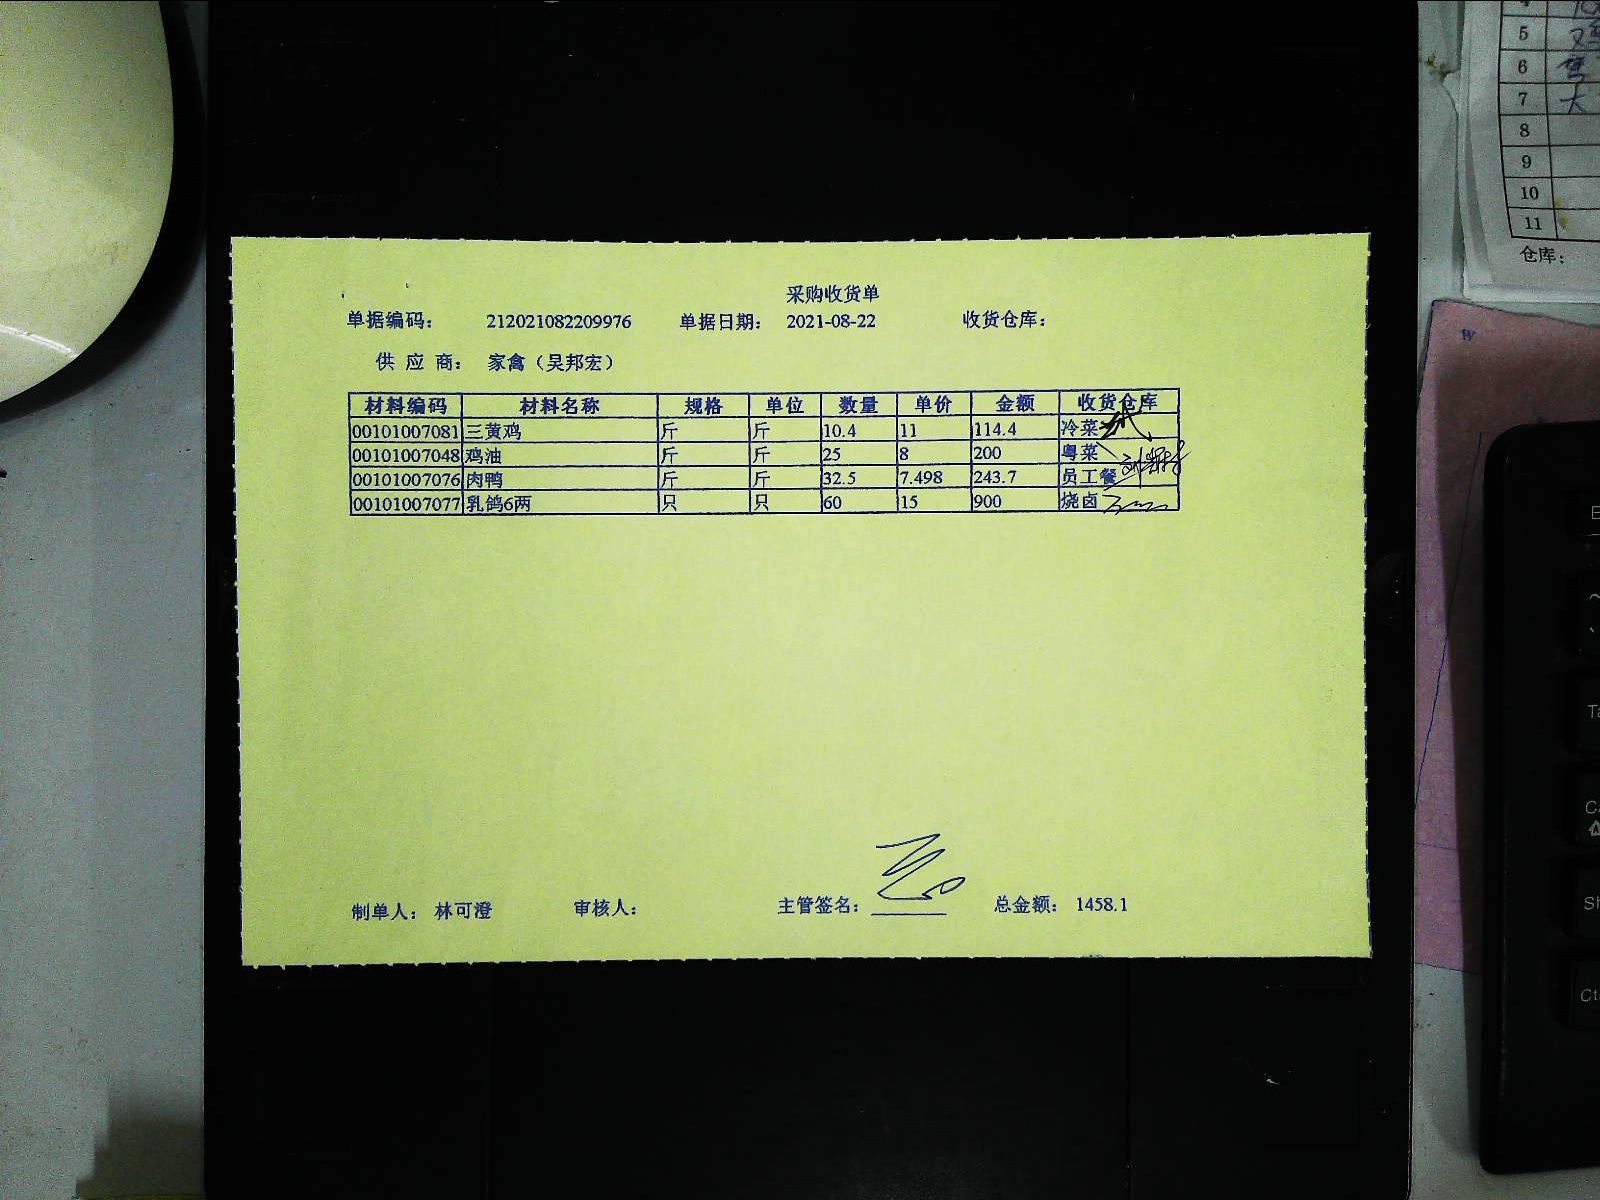 采购收货单
单据编码： 212021082209976 单据日期： 2021-08-22 收货仓库：
供 应 商： 家禽（吴邦宏）
材料编码 材料名称 规格 单位 数量 单价 金额 收货仓库
00101007081 三黄鸡 斤 斤 10.4 11 114.4 冷菜
00101007048 鸡油 斤 斤 25 8 200 粤菜
00101007076 肉鸭 斤 斤 32.5 7.498 243.7 员工餐
00101007077 乳鸽6两 只 只 60 15 900 烧卤
制单人： 林可澄 审核人： 主管签名： 总金额： 1458.1
5
6
7 大
8
9
10
11
仓库：
W